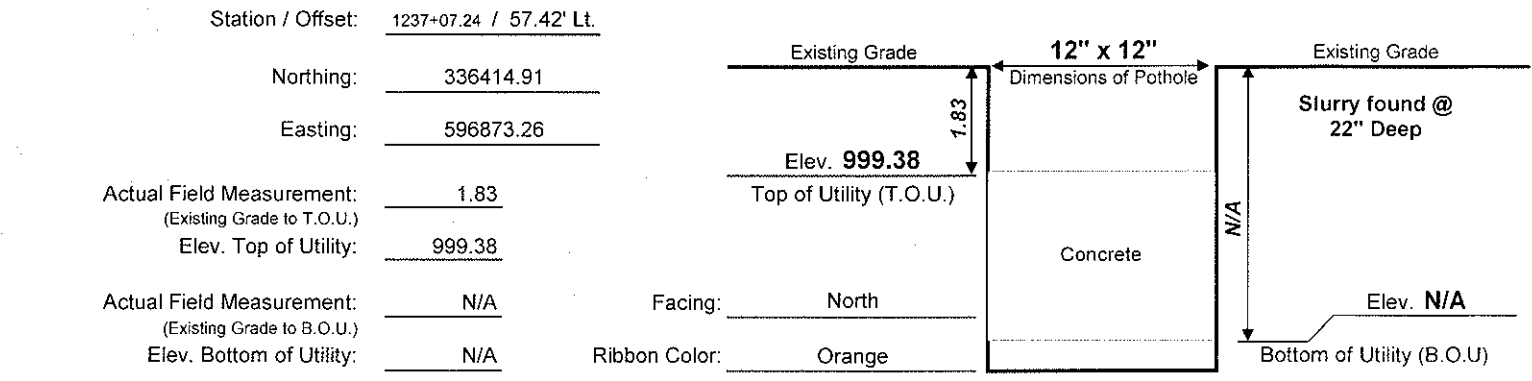 Station / Offset: 1237+07.24 / 57.42' Lt.
Northing: 336414.91
Easting: 596873.26
Actual Field Measurement: 1.83
(Existing Grade to T.O.U.)
Elev. Top of Utility: 999.38
Actual Field Measurement: N/A
(Existing Grade to B.O.U.)
Elev. Bottom of Utility: N/A
Facing: North
Ribbon Color: Orange
Existing Grade
12" x 12"
Dimensions of Pothole
Existing Grade
1.83
Elev. 999.38
Top of Utility (T.O.U.)
Slurry found @
22" Deep
N/A
Concrete
Elev. N/A
Bottom of Utility (B.O.U)